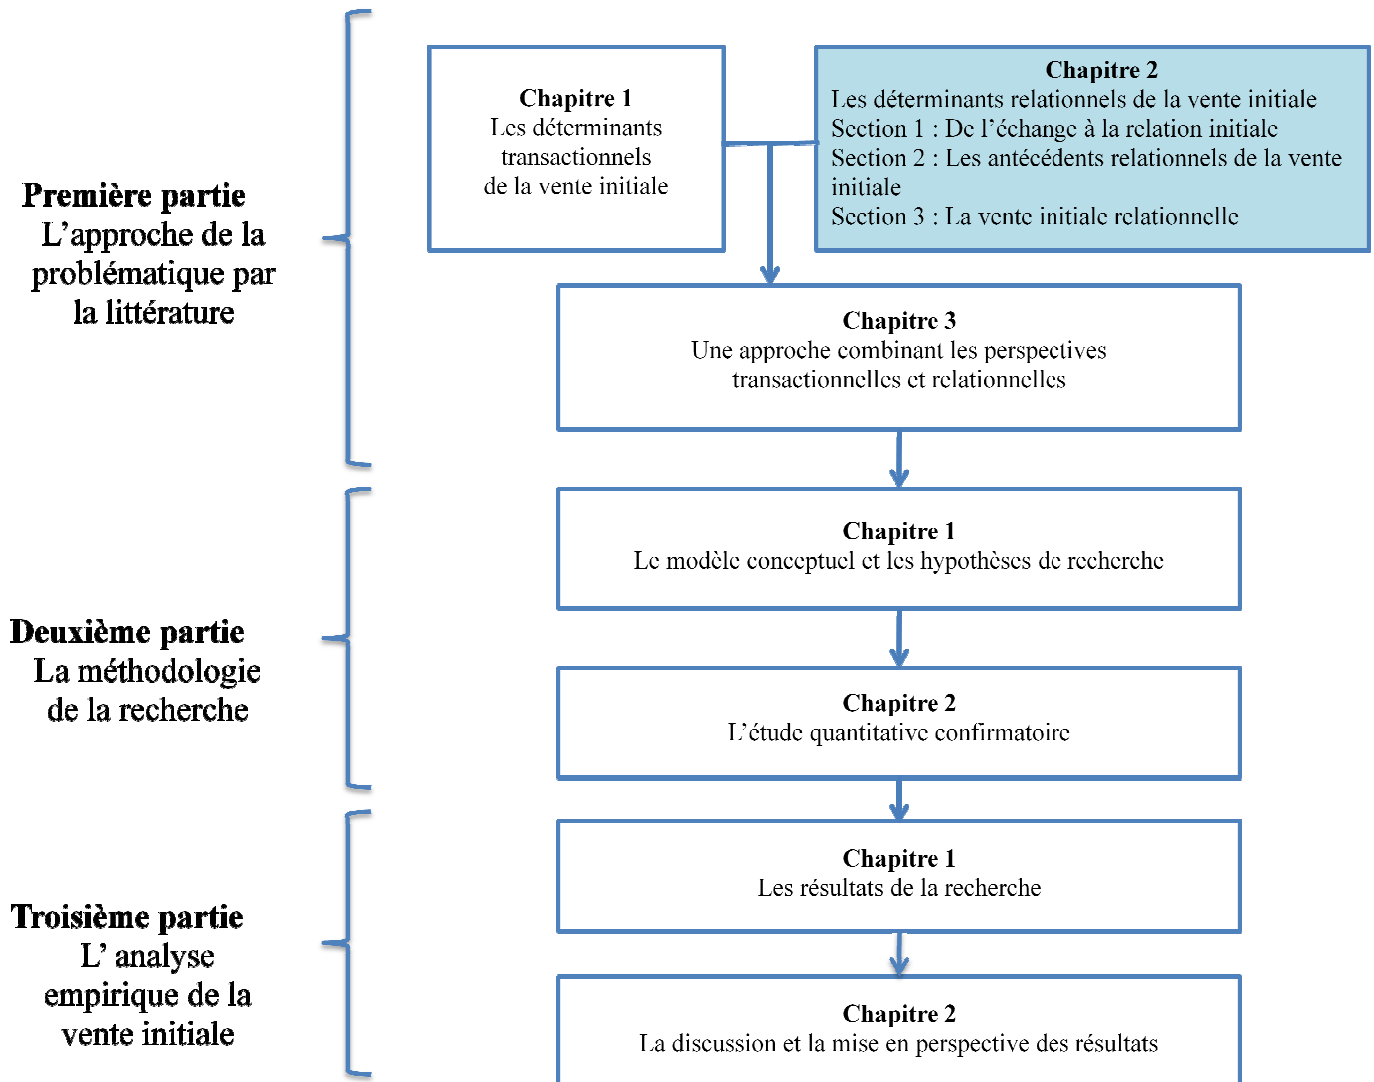 Première partie
L'approche de la
problématique par
la littérature
Chapitre 1
Les déterminants
transactionnels
de la vente initiale
Chapitre 2
Les déterminants relationnels de la vente initiale
Section 1 : De l'échange à la relation initiale
Section 2 : Les antécédents relationnels de la vente
initiale
Section 3 : La vente initiale relationnelle
Chapitre 3
Une approche combinant les perspectives
transactionnelles et relationnelles
Deuxième partie
La méthodologie
de la recherche
Chapitre 1
Le modèle conceptuel et les hypothèses de recherche
Chapitre 2
L'étude quantitative confirmatoire
Troisième partie
L' analyse
empirique de la
vente initiale
Chapitre 1
Les résultats de la recherche
Chapitre 2
La discussion et la mise en perspective des résultats